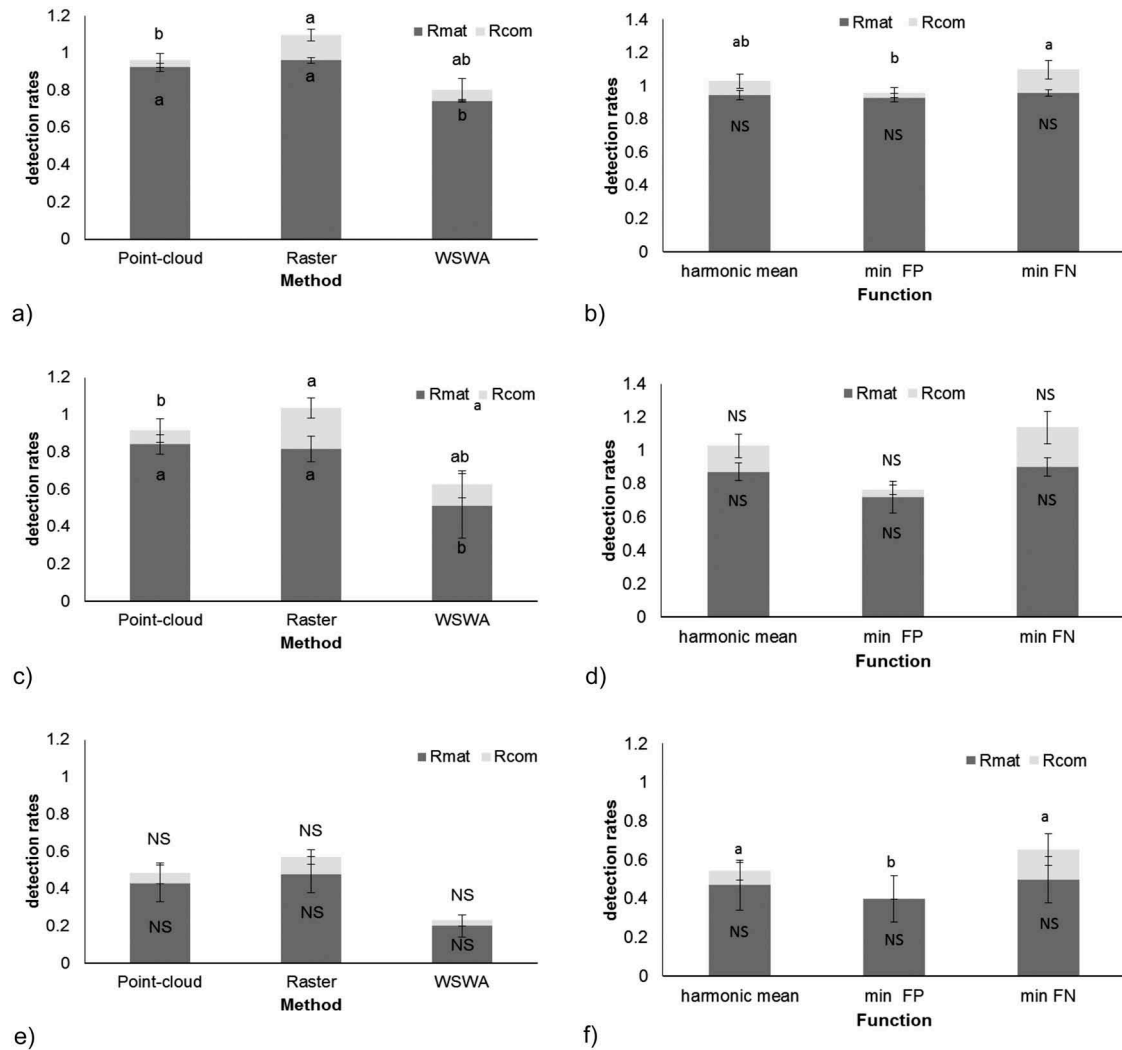 1.2
1
0.8
0.6
0.4
0.2
0
detection rates
Rmat Rcom
b
a
ab
a
a
b
Point-cloud Raster WSWA
Method
a)
1.4
1.2
1
0.8
0.6
0.4
0.2
0
detection rates
Rmat Rcom
ab
b
a
NS
NS
NS
harmonic mean min FP min FN
Function
b)
1.2
1
0.8
0.6
0.4
0.2
0
detection rates
Rmat Rcom
a
b
a
ab
a
a
b
Point-cloud Raster WSWA
Method
c)
1.4
1.2
1
0.8
0.6
0.4
0.2
0
detection rates
Rmat Rcom
NS
NS
NS
NS
NS
NS
harmonic mean min FP min FN
Function
d)
1.2
1
0.8
0.6
0.4
0.2
0
detection rates
Rmat Rcom
NS
NS
NS
NS
NS
NS
Point-cloud Raster WSWA
Method
e)
1.2
1
0.8
0.6
0.4
0.2
0
detection rates
Rmat Rcom
a
b
a
NS
NS
NS
harmonic mean min FP min FN
Function
f)